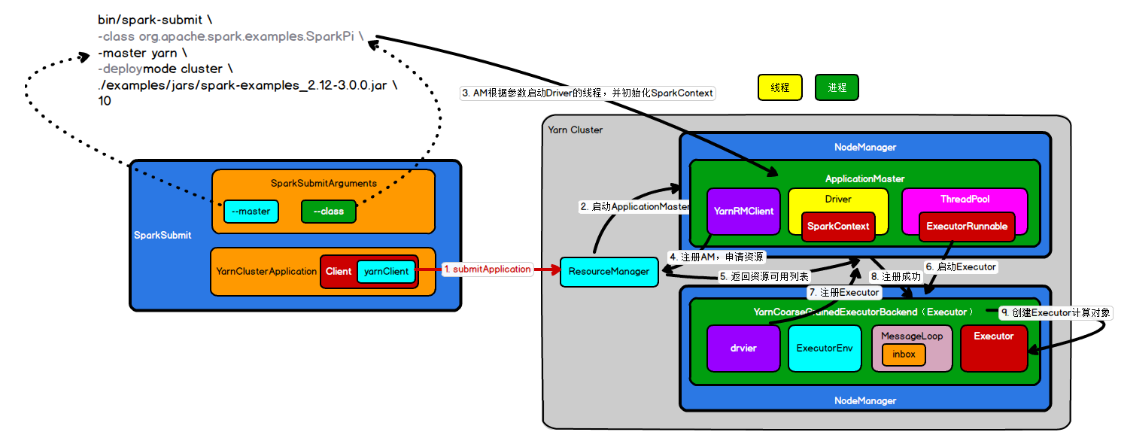 bin/spark-submit \
-class org.apache.spark.examples.SparkPi \
-master yarn \
-deploymode cluster \
./examples/jars/spark-examples_2.12-3.0.0.jar \
10
线程
进程
3. AM根据参数启动Driver的线程，并初始化SparkContext
Yarn Cluster
NodeManager
ApplicationMaster
YarnRMClient
Driver
SparkContext
ThreadPool
ExecutorRunnable
SparkSubmitArguments
--master
--class
SparkSubmit
YarnClusterApplication
Client
yarnClient
1. submitApplication
2. 启动ApplicationMaster
ResourceManager
4. 注册AM，申请资源
5. 返回资源可用列表
6. 启动Executor
7. 注册Executor
8. 注册成功
9. 创建Executor计算对象
YarnCoarseGrainedExecutorBackend（Executor）
drvier
ExecutorEnv
MessageLoop
inbox
Executor
NodeManager